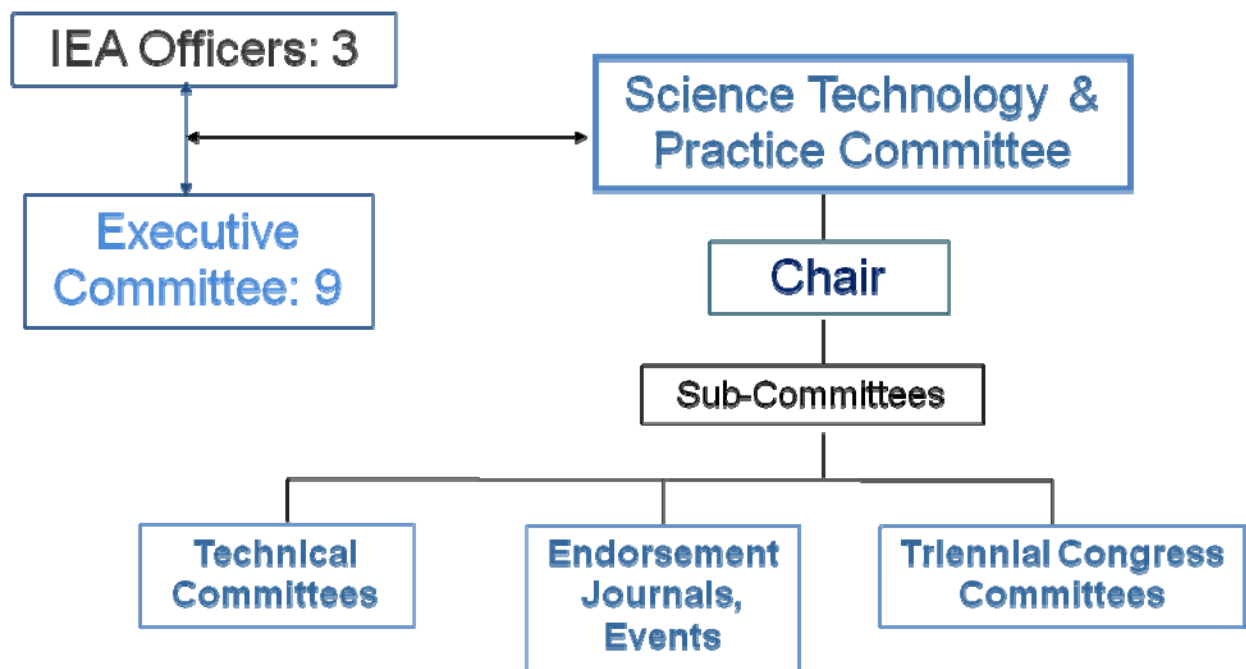 IEA Officers: 3
Science Technology &
Practice Committee
Executive
Committee: 9
Chair
Sub-Committees
Technical
Committees
Endorsement
Journals,
Events
Triennial Congress
Committees